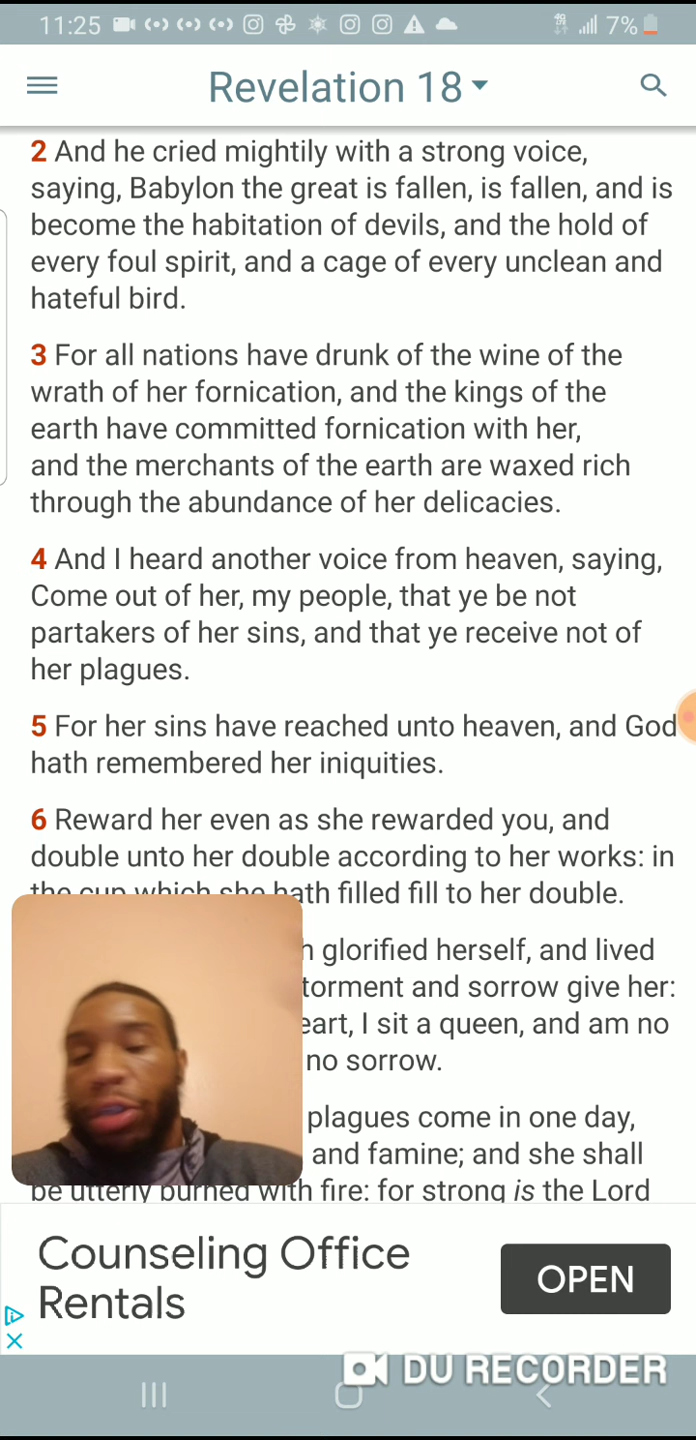 11:25
7%
Revelation 18
2 And he cried mightily with a strong voice,
saying, Babylon the great is fallen, is fallen, and is
become the habitation of devils, and the hold of
every foul spirit, and a cage of every unclean and
hateful bird.
3 For all nations have drunk of the wine of the
wrath of her fornication, and the kings of the
earth have committed fornication with her,
and the merchants of the earth are waxed rich
through the abundance of her delicacies.
4 And I heard another voice from heaven, saying,
Come out of her, my people, that ye be not
partakers of her sins, and that ye receive not of
her plagues.
5 For her sins have reached unto heaven, and God
hath remembered her iniquities.
6 Reward her even as she rewarded you, and
double unto her double according to her works: in
the cup which she hath filled fill to her double.
glorified herself, and lived
torment and sorrow give her:
I sit a queen, and am no
no sorrow.
plagues come in one day,
and famine; and she shall
be utterly burned with fire: for strong is the Lord
Counseling Office
Rentals
OPEN
DU RECORDER